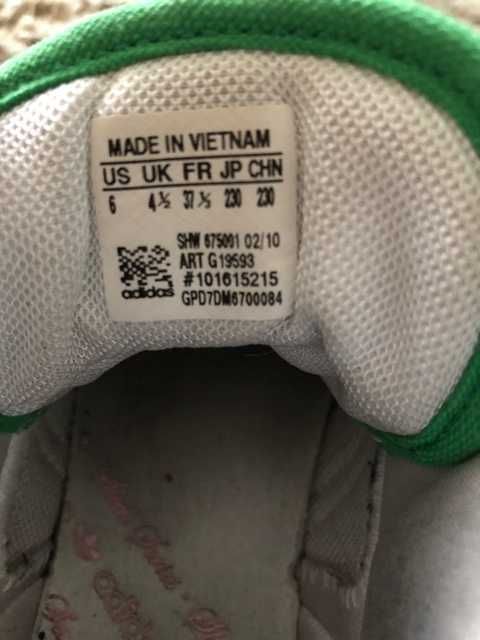 MADE IN VIETNAM
US UK FR JP CHN
6 4½ 37⅓ 230 230
SHW 675001 02/10
ART G19593
#101615215
adidas GPD7DM6700084